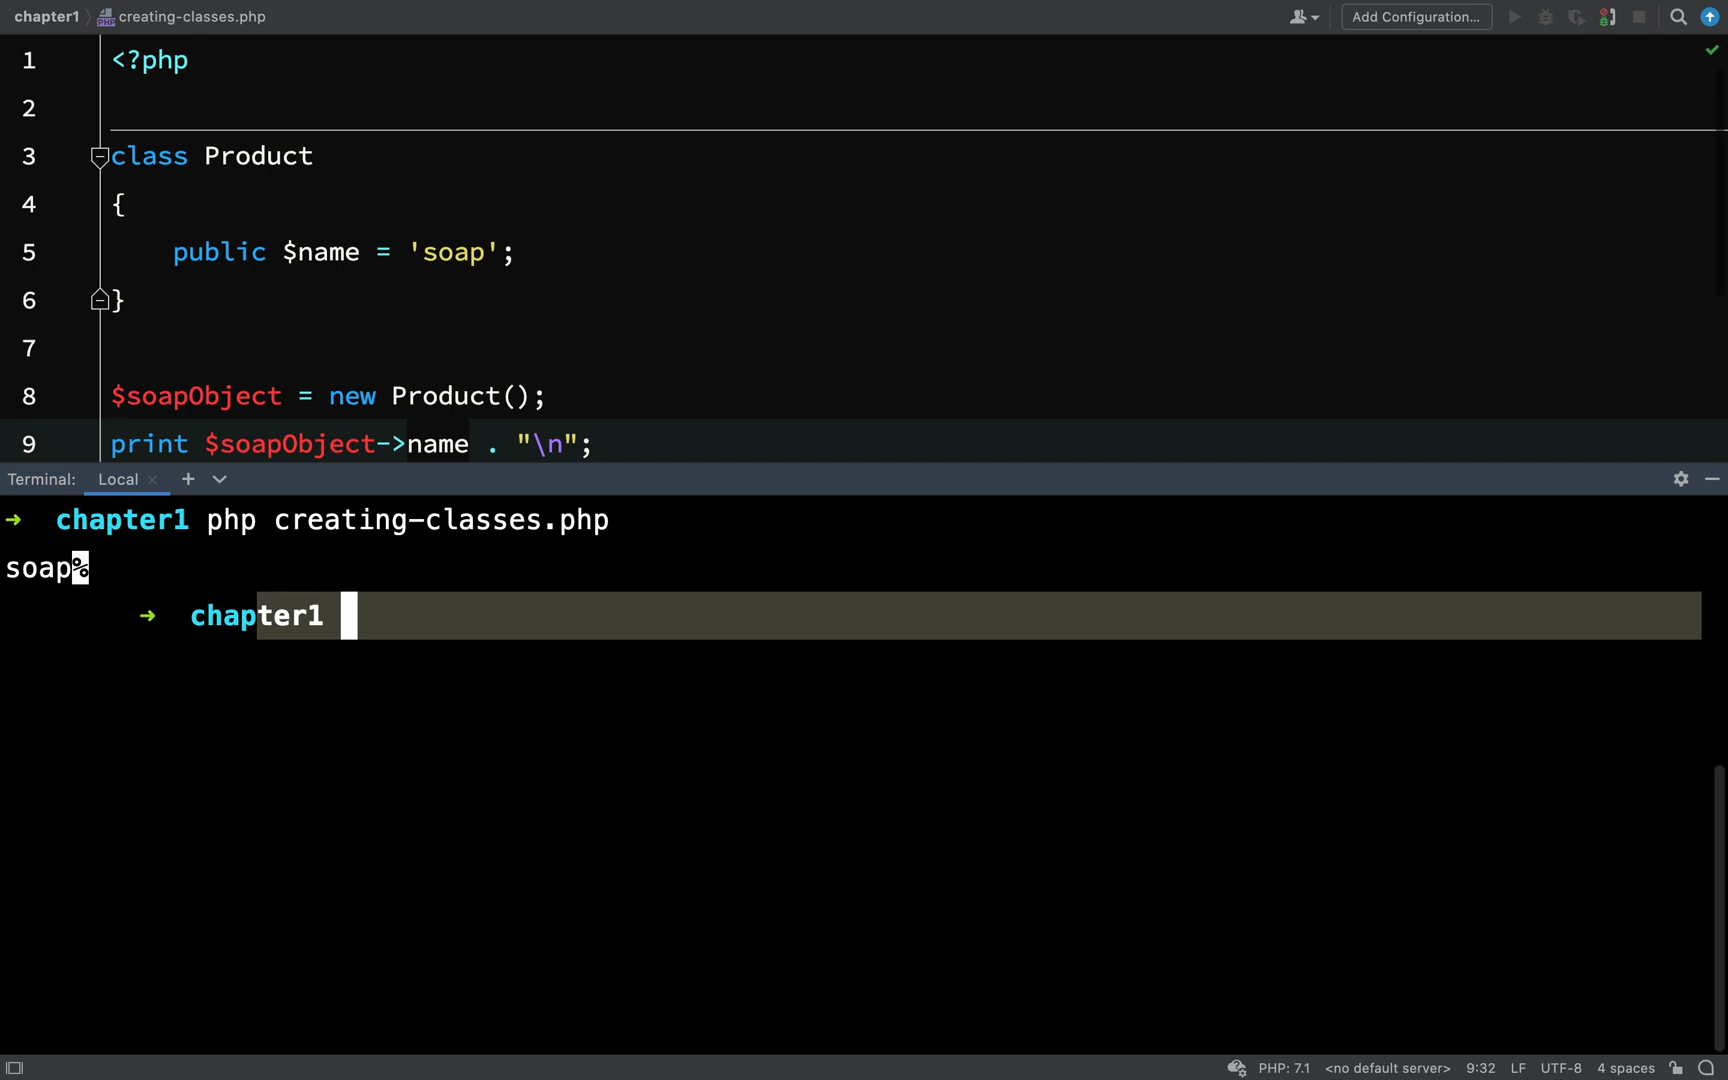 chapter1 creating-classes.php Add Configuration...
1 <?php
2
3 class Product
4 {
5 public $name = 'soap';
6 }
7
8 $soapObject = new Product();
9 print $soapObject->name . "\n";
Terminal: Local × +
→ chapter1 php creating-classes.php
soap%
→ chapter1
PHP: 7.1 <no default server> 9:32 LF UTF-8 4 spaces